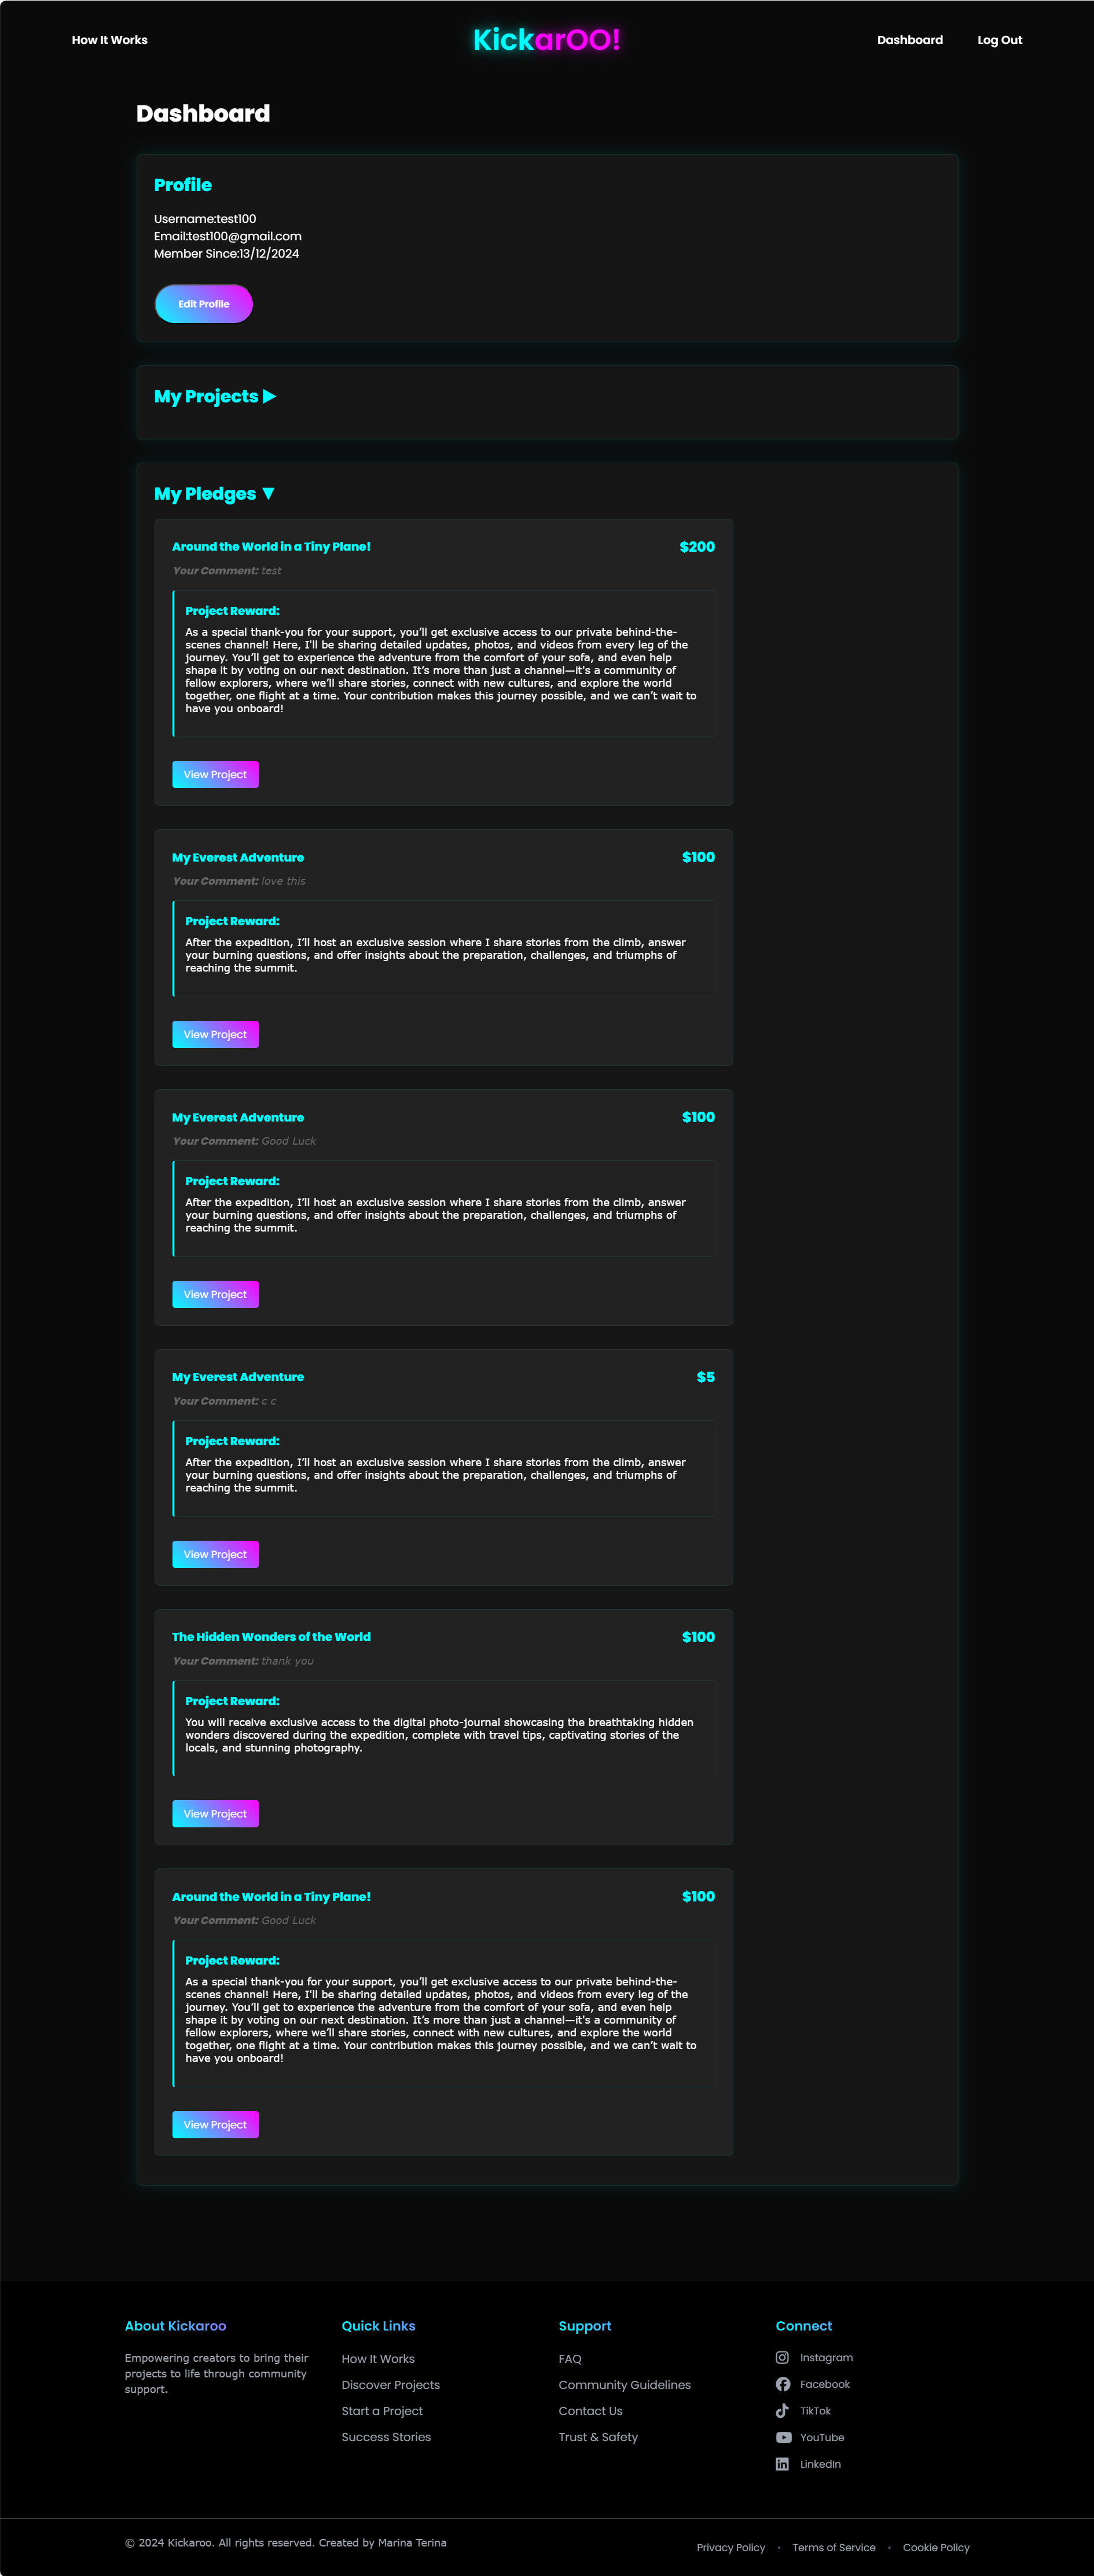 How It Works
KickarOO!
Dashboard
Log Out
Dashboard
Profile
Username:test100
Email:test100@gmail.com
Member Since:13/12/2024
Edit Profile
My Projects ▶
My Pledges ▼
Around the World in a Tiny Plane!
$200
Your Comment: test
Project Reward:
As a special thank-you for your support, you’ll get exclusive access to our private behind-the-
scenes channel! Here, I'll be sharing detailed updates, photos, and videos from every leg of the
journey. You’ll get to experience the adventure from the comfort of your sofa, and even help
shape it by voting on our next destination. It’s more than just a channel—it's a community of
fellow explorers, where we’ll share stories, connect with new cultures, and explore the world
together, one flight at a time. Your contribution makes this journey possible, and we can’t wait to
have you onboard!
View Project
My Everest Adventure
$100
Your Comment: love this
Project Reward:
After the expedition, I’ll host an exclusive session where I share stories from the climb, answer
your burning questions, and offer insights about the preparation, challenges, and triumphs of
reaching the summit.
View Project
My Everest Adventure
$100
Your Comment: Good Luck
Project Reward:
After the expedition, I’ll host an exclusive session where I share stories from the climb, answer
your burning questions, and offer insights about the preparation, challenges, and triumphs of
reaching the summit.
View Project
My Everest Adventure
$5
Your Comment: c c
Project Reward:
After the expedition, I’ll host an exclusive session where I share stories from the climb, answer
your burning questions, and offer insights about the preparation, challenges, and triumphs of
reaching the summit.
View Project
The Hidden Wonders of the World
$100
Your Comment: thank you
Project Reward:
You will receive exclusive access to the digital photo-journal showcasing the breathtaking hidden
wonders discovered during the expedition, complete with travel tips, captivating stories of the
locals, and stunning photography.
View Project
Around the World in a Tiny Plane!
$100
Your Comment: Good Luck
Project Reward:
As a special thank-you for your support, you’ll get exclusive access to our private behind-the-
scenes channel! Here, I'll be sharing detailed updates, photos, and videos from every leg of the
journey. You’ll get to experience the adventure from the comfort of your sofa, and even help
shape it by voting on our next destination. It’s more than just a channel—it's a community of
fellow explorers, where we’ll share stories, connect with new cultures, and explore the world
together, one flight at a time. Your contribution makes this journey possible, and we can’t wait to
have you onboard!
View Project
About Kickaroo
Empowering creators to bring their
projects to life through community
support.
Quick Links
How It Works
Discover Projects
Start a Project
Success Stories
Support
FAQ
Community Guidelines
Contact Us
Trust & Safety
Connect
Instagram
Facebook
TikTok
YouTube
LinkedIn
© 2024 Kickaroo. All rights reserved. Created by Marina Terina
Privacy Policy • Terms of Service • Cookie Policy